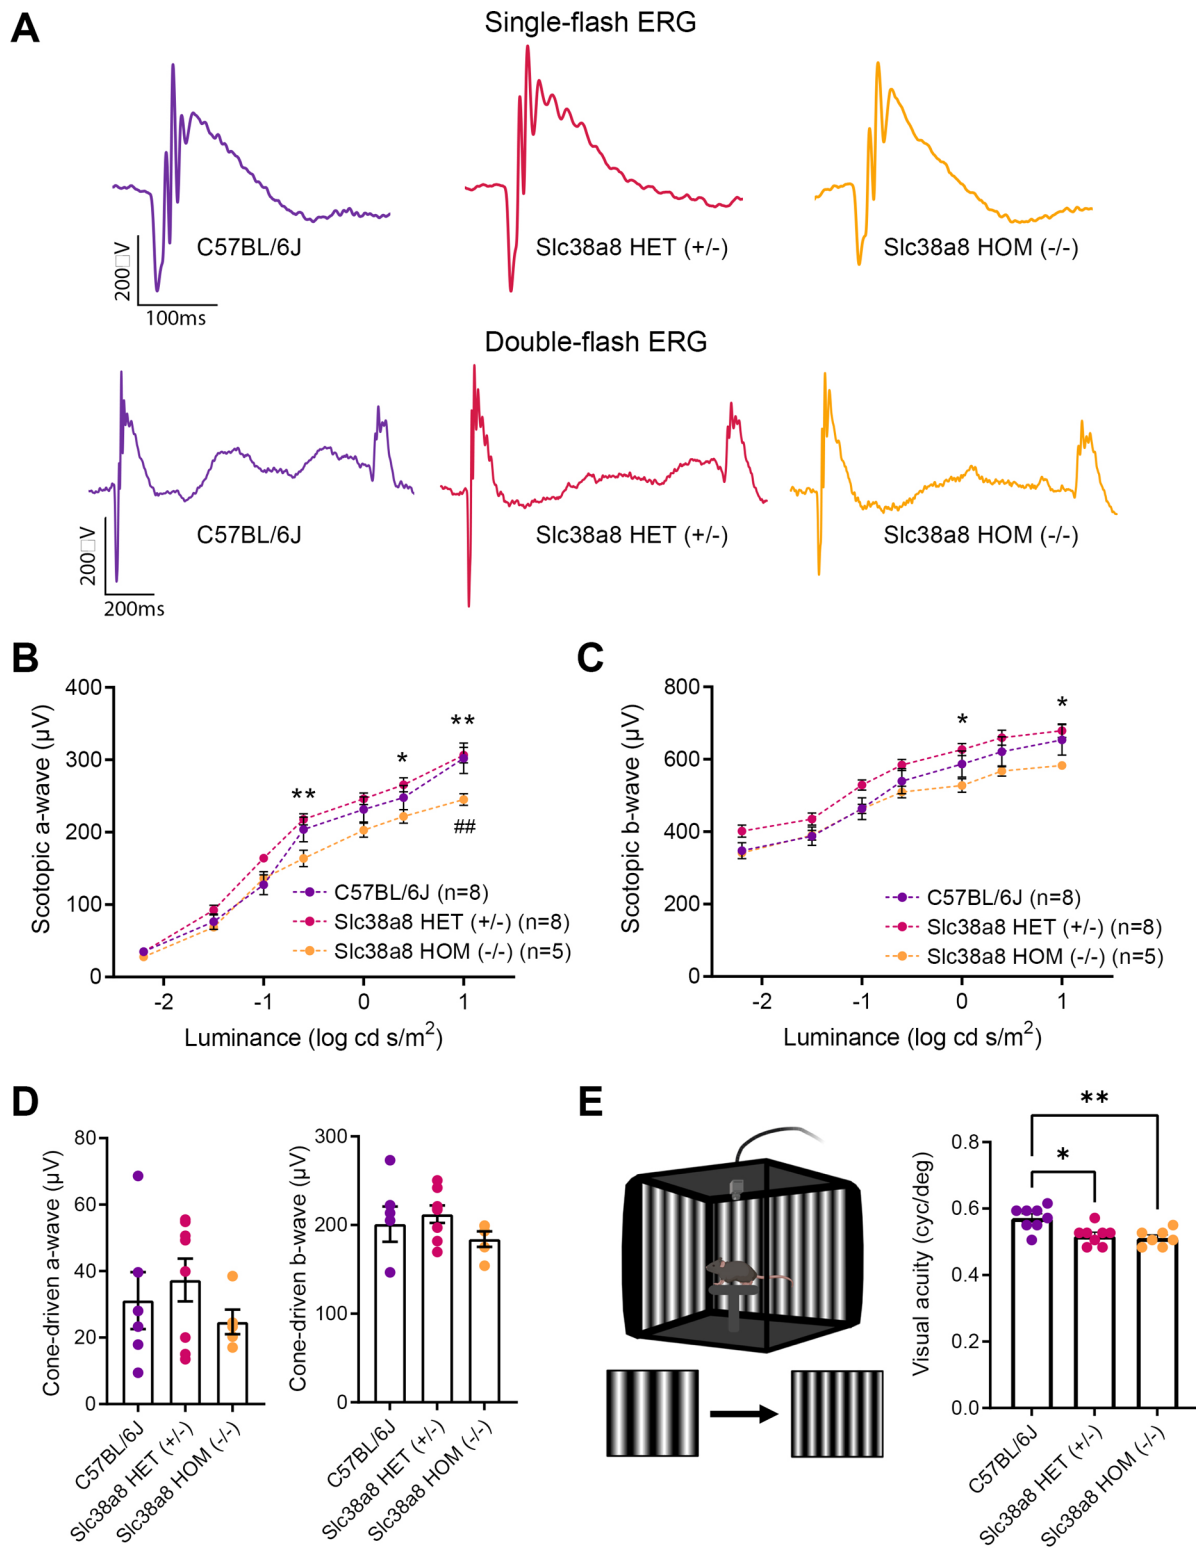 A
Single-flash ERG
C57BL/6J
Slc38a8 HET (+/-)
Slc38a8 HOM (-/-)
200□V
100ms
Double-flash ERG
C57BL/6J
Slc38a8 HET (+/-)
Slc38a8 HOM (-/-)
200□V
200ms
B
Scotopic a-wave (µV)
400
300
200
100
0
-2
-1
0
1
**
*
**
##
C57BL/6J (n=8)
Slc38a8 HET (+/-) (n=8)
Slc38a8 HOM (-/-) (n=5)
Luminance (log cd s/m²)
C
Scotopic b-wave (µV)
800
600
400
200
0
-2
-1
0
1
*
*
C57BL/6J (n=8)
Slc38a8 HET (+/-) (n=8)
Slc38a8 HOM (-/-) (n=5)
Luminance (log cd s/m²)
D
Cone-driven a-wave (µV)
80
60
40
20
0
C57BL/6J
Slc38a8 HET (+/-)
Slc38a8 HOM (-/-)
Cone-driven b-wave (µV)
300
200
100
0
C57BL/6J
Slc38a8 HET (+/-)
Slc38a8 HOM (-/-)
E
Visual acuity (cyc/deg)
0.8
0.6
0.4
0.2
0.0
**
*
C57BL/6J
Slc38a8 HET (+/-)
Slc38a8 HOM (-/-)